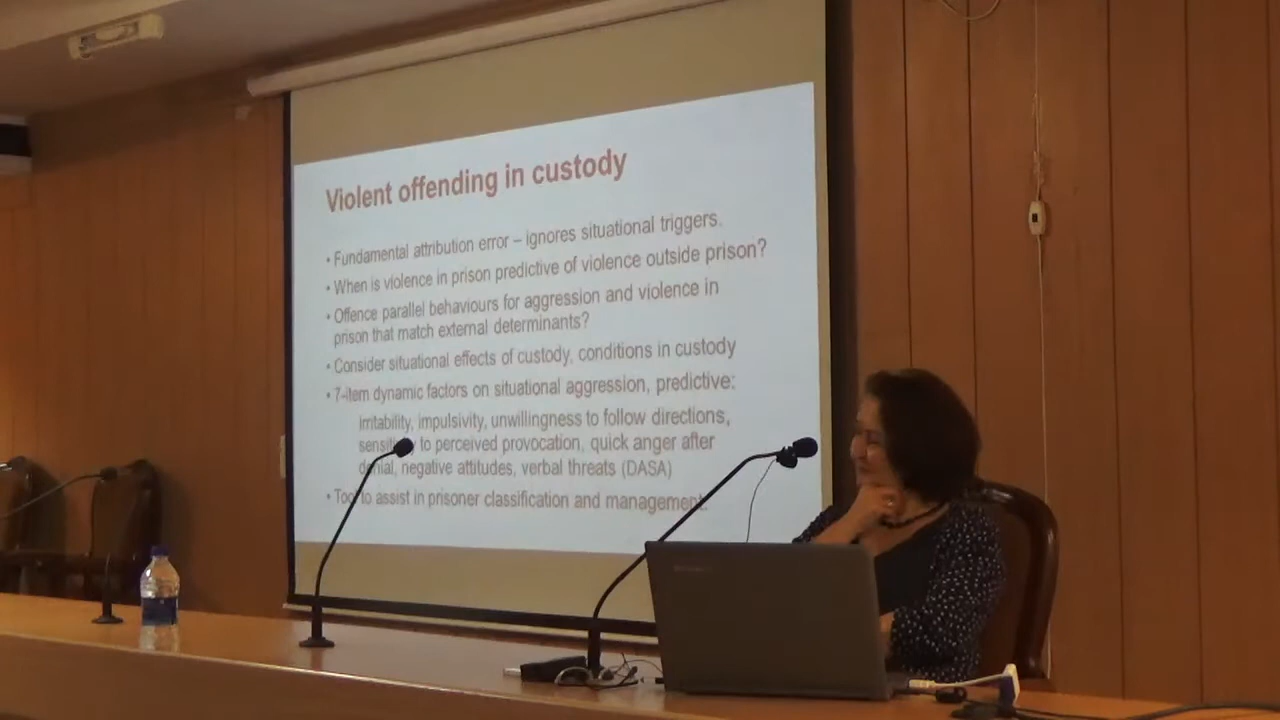 Violent offending in custody
• Fundamental attribution error – ignores situational triggers.
• When is violence in prison predictive of violence outside prison?
• Offence parallel behaviours for aggression and violence in
prison that match external determinants?
• Consider situational effects of custody, conditions in custody
• 7-item dynamic factors on situational aggression, predictive:
Irritability, impulsivity, unwillingness to follow directions,
sensitivity to perceived provocation, quick anger after
denial, negative attitudes, verbal threats (DASA)
• Tool to assist in prisoner classification and management.